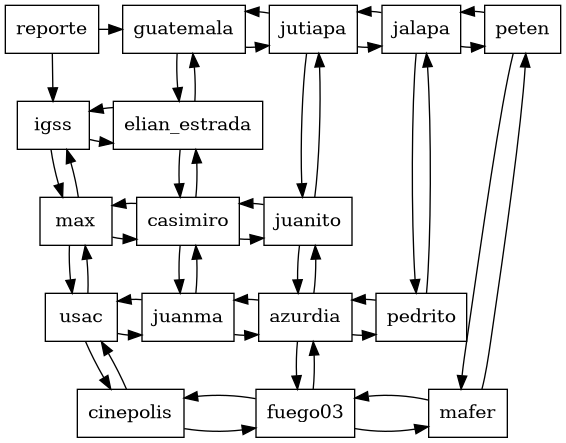 reporte guatemala jutiapa jalapa peten
igss elian_estrada
max casimiro juanito
usac juanma azurdia pedrito
cinepolis fuego03 mafer